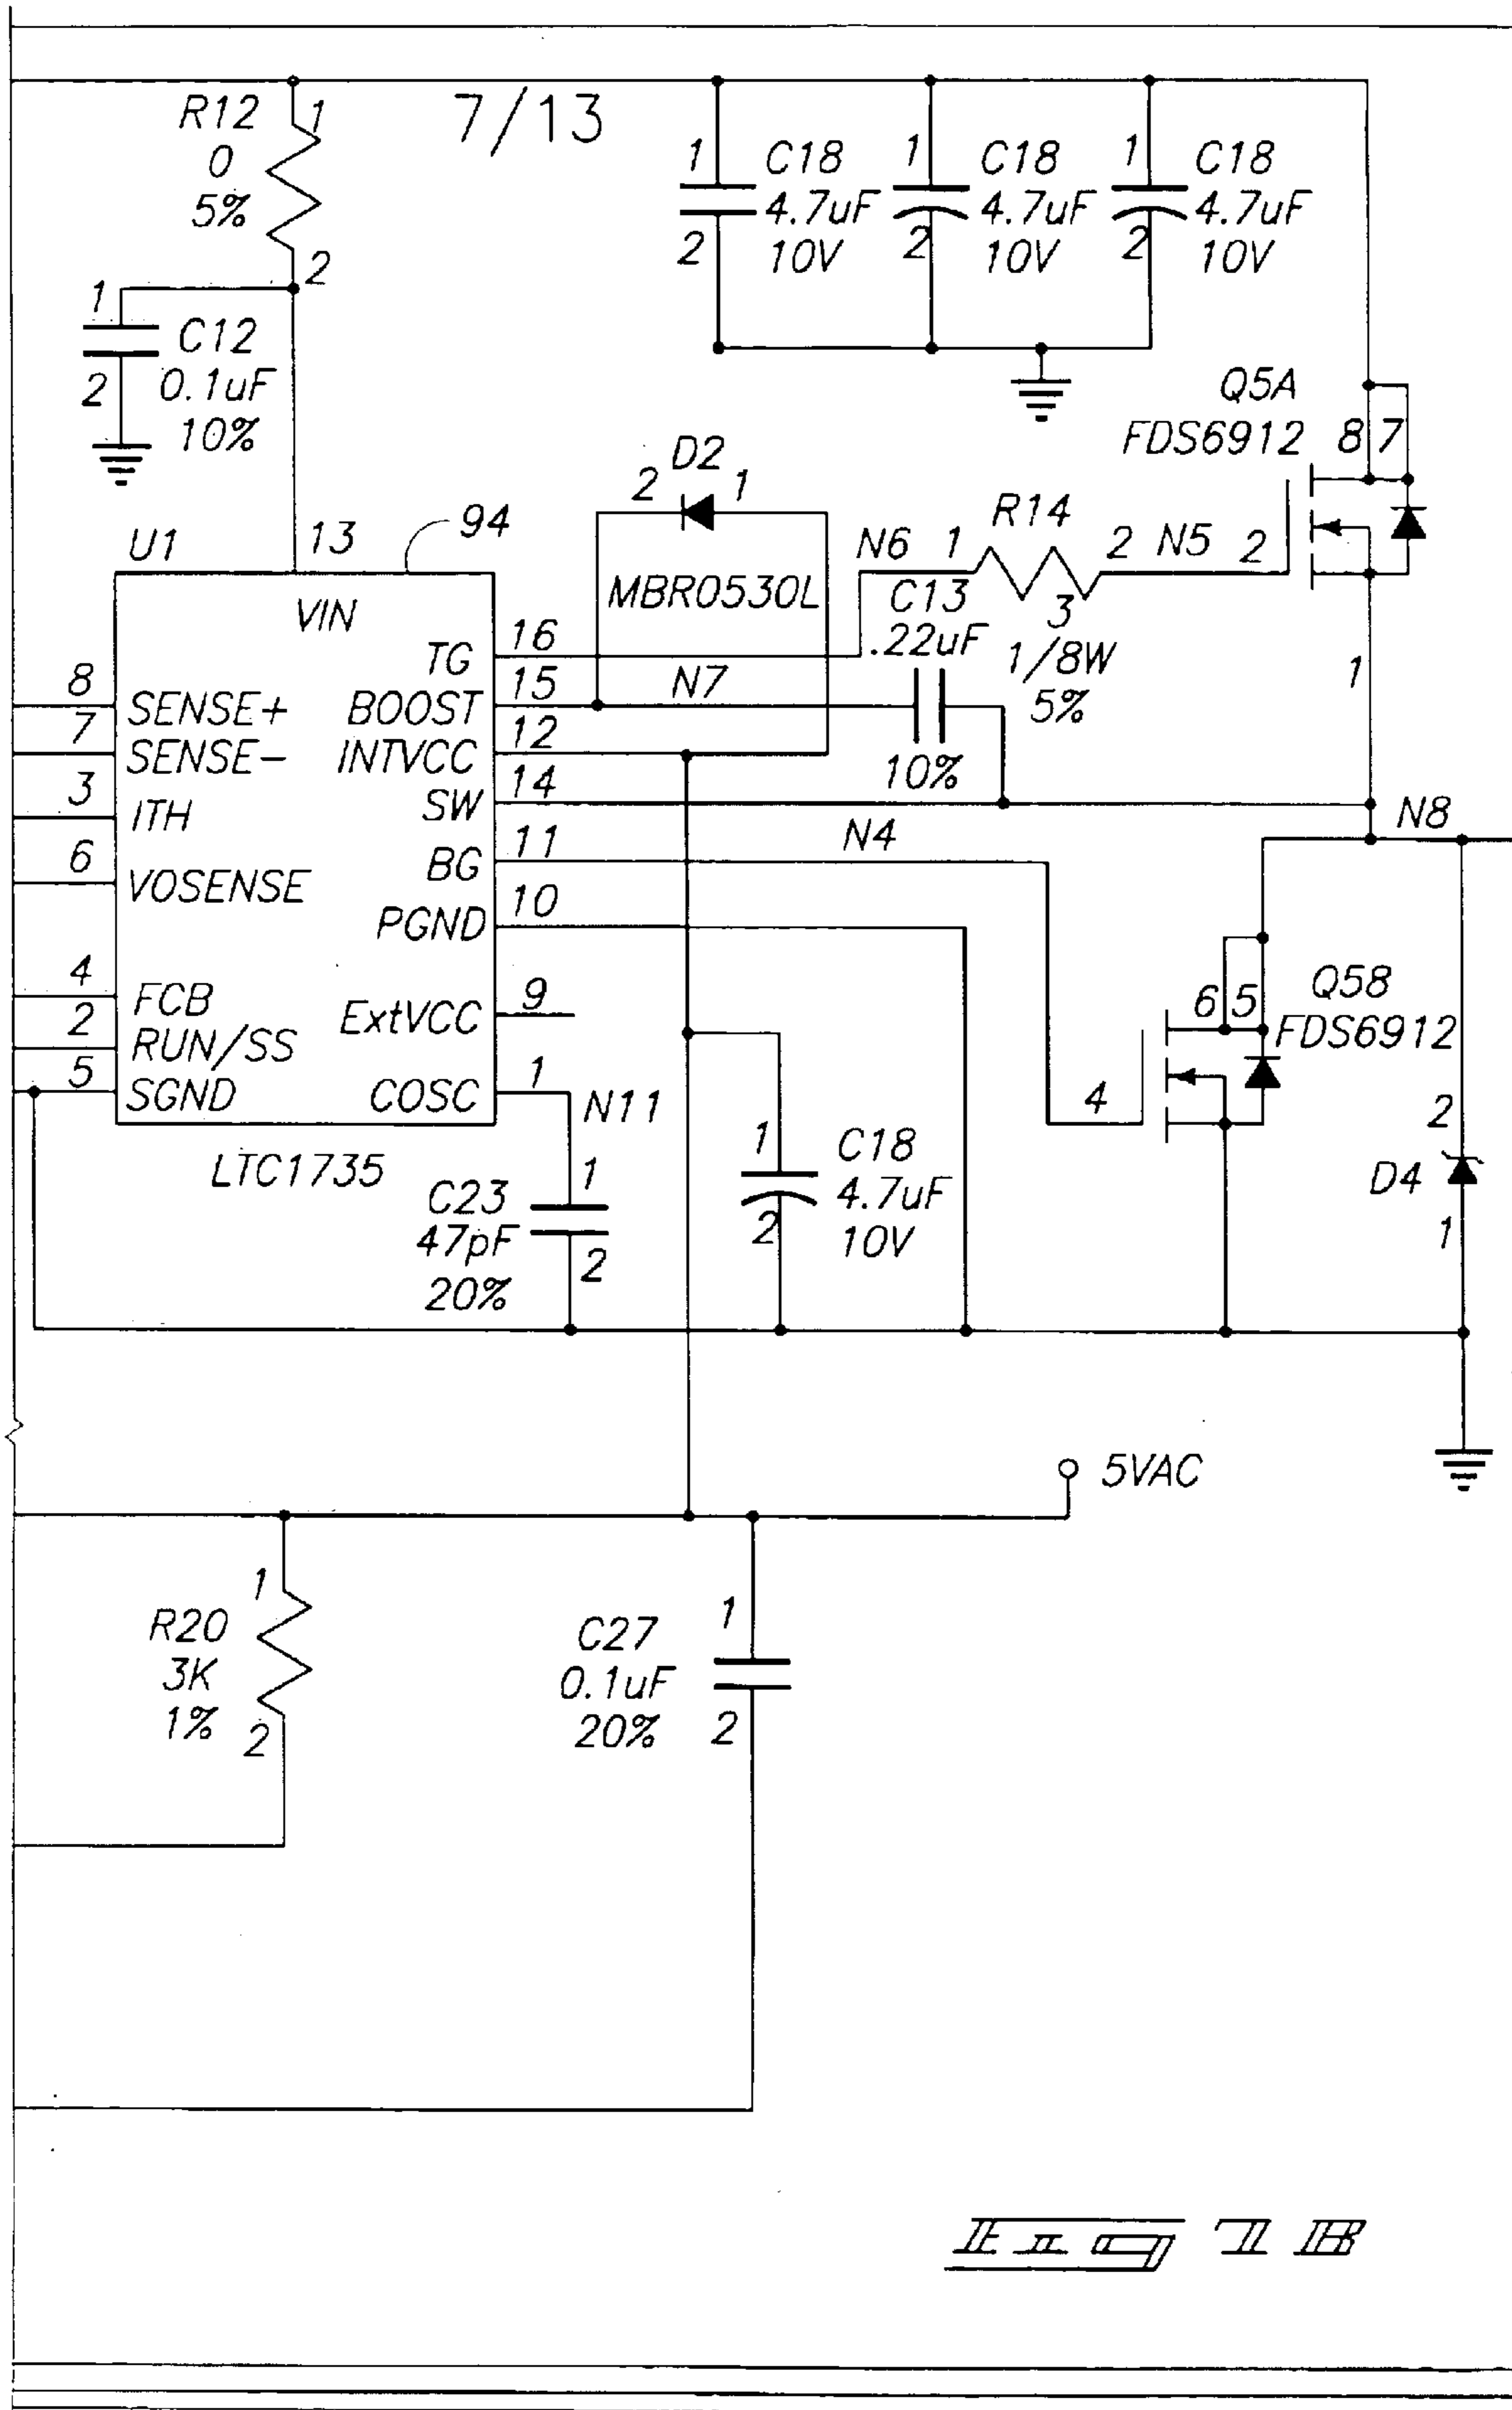 7/13
R12
0
5%
1
2
1
C12
0.1uF
10%
2
1
C18
4.7uF
10V
2
1
C18
4.7uF
10V
2
1
C18
4.7uF
10V
2
Q5A
FDS6912
8 7
2
1
D2
2 1
MBR0530L
N6
1
R14
2
N5
3
1/8W
5%
C13
.22uF
10%
U1
13
94
VIN
8 SENSE+
7 SENSE-
3 ITH
6 VOSENSE
4 FCB
2 RUN/SS
5 SGND
TG 16
BOOST 15
INTVCC 12
SW 14
BG 11
PGND 10
ExtVCC 9
COSC 1
N7
N4
N8
N11
LTC1735
C23
47pF
20%
1
2
1
C18
4.7uF
10V
2
6 5
Q58
FDS6912
4
2
D4
1
5VAC
1
R20
3K
1%
2
C27
0.1uF
20%
1
2
Fig 7B